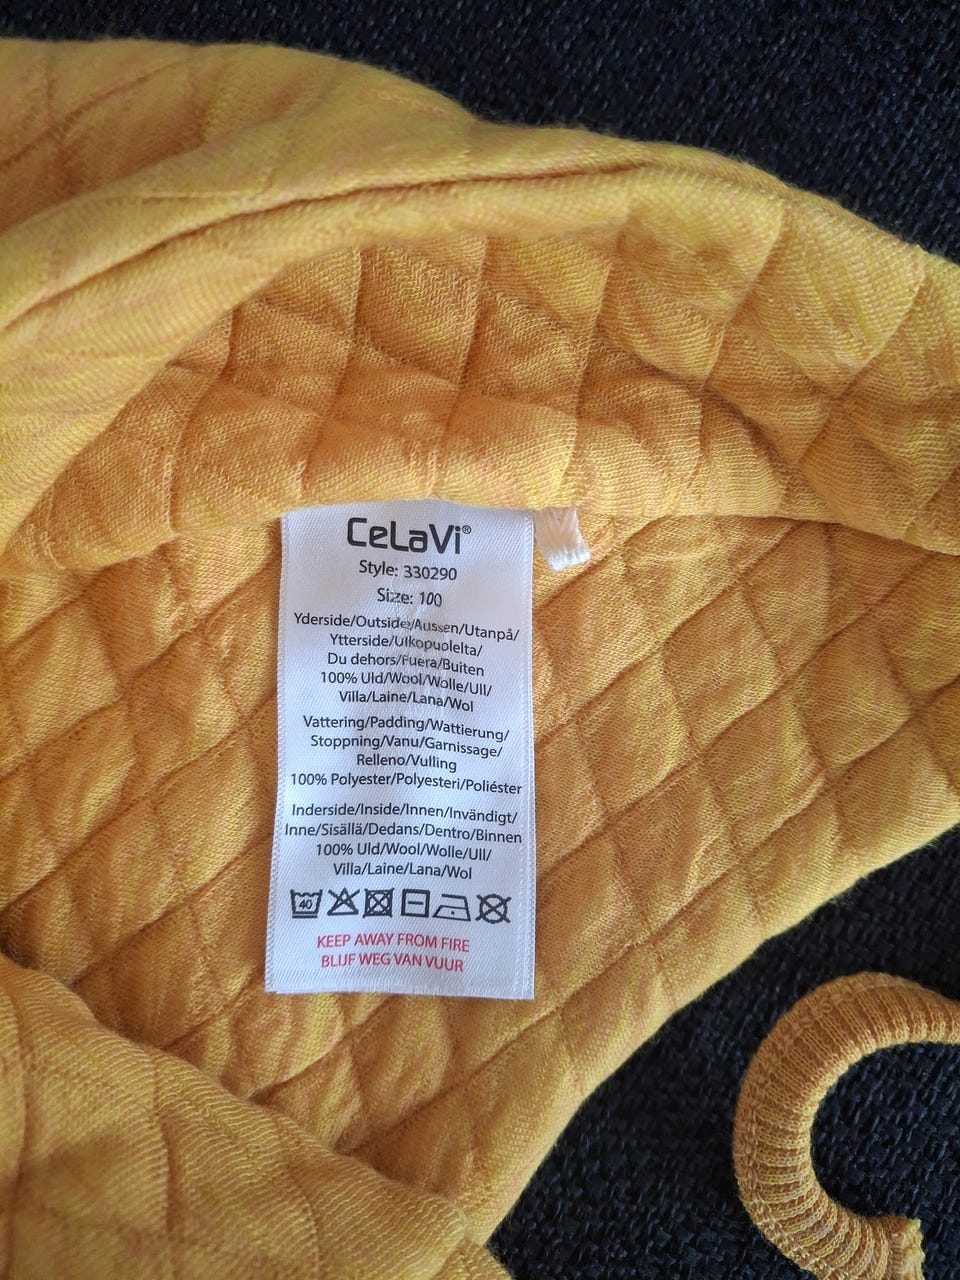 CeLaVi®
Style: 330290
Size: 100
Yderside/Outside/Aussen/Utanpå/
Ytterside/Ulkopuolelta/
Du dehors/Fuera/Buiten
100% Uld/Wool/Wolle/Ull/
Villa/Laine/Lana/Wol
Vattering/Padding/Wattierung/
Stoppning/Vanu/Garnissage/
Relleno/Vulling
100% Polyester/Polyesteri/Poliéster
Inderside/Inside/Innen/Invändigt/
Inne/Sisällä/Dedans/Dentro/Binnen
100% Uld/Wool/Wolle/Ull/
Villa/Laine/Lana/Wol
40
KEEP AWAY FROM FIRE
BLIJF WEG VAN VUUR